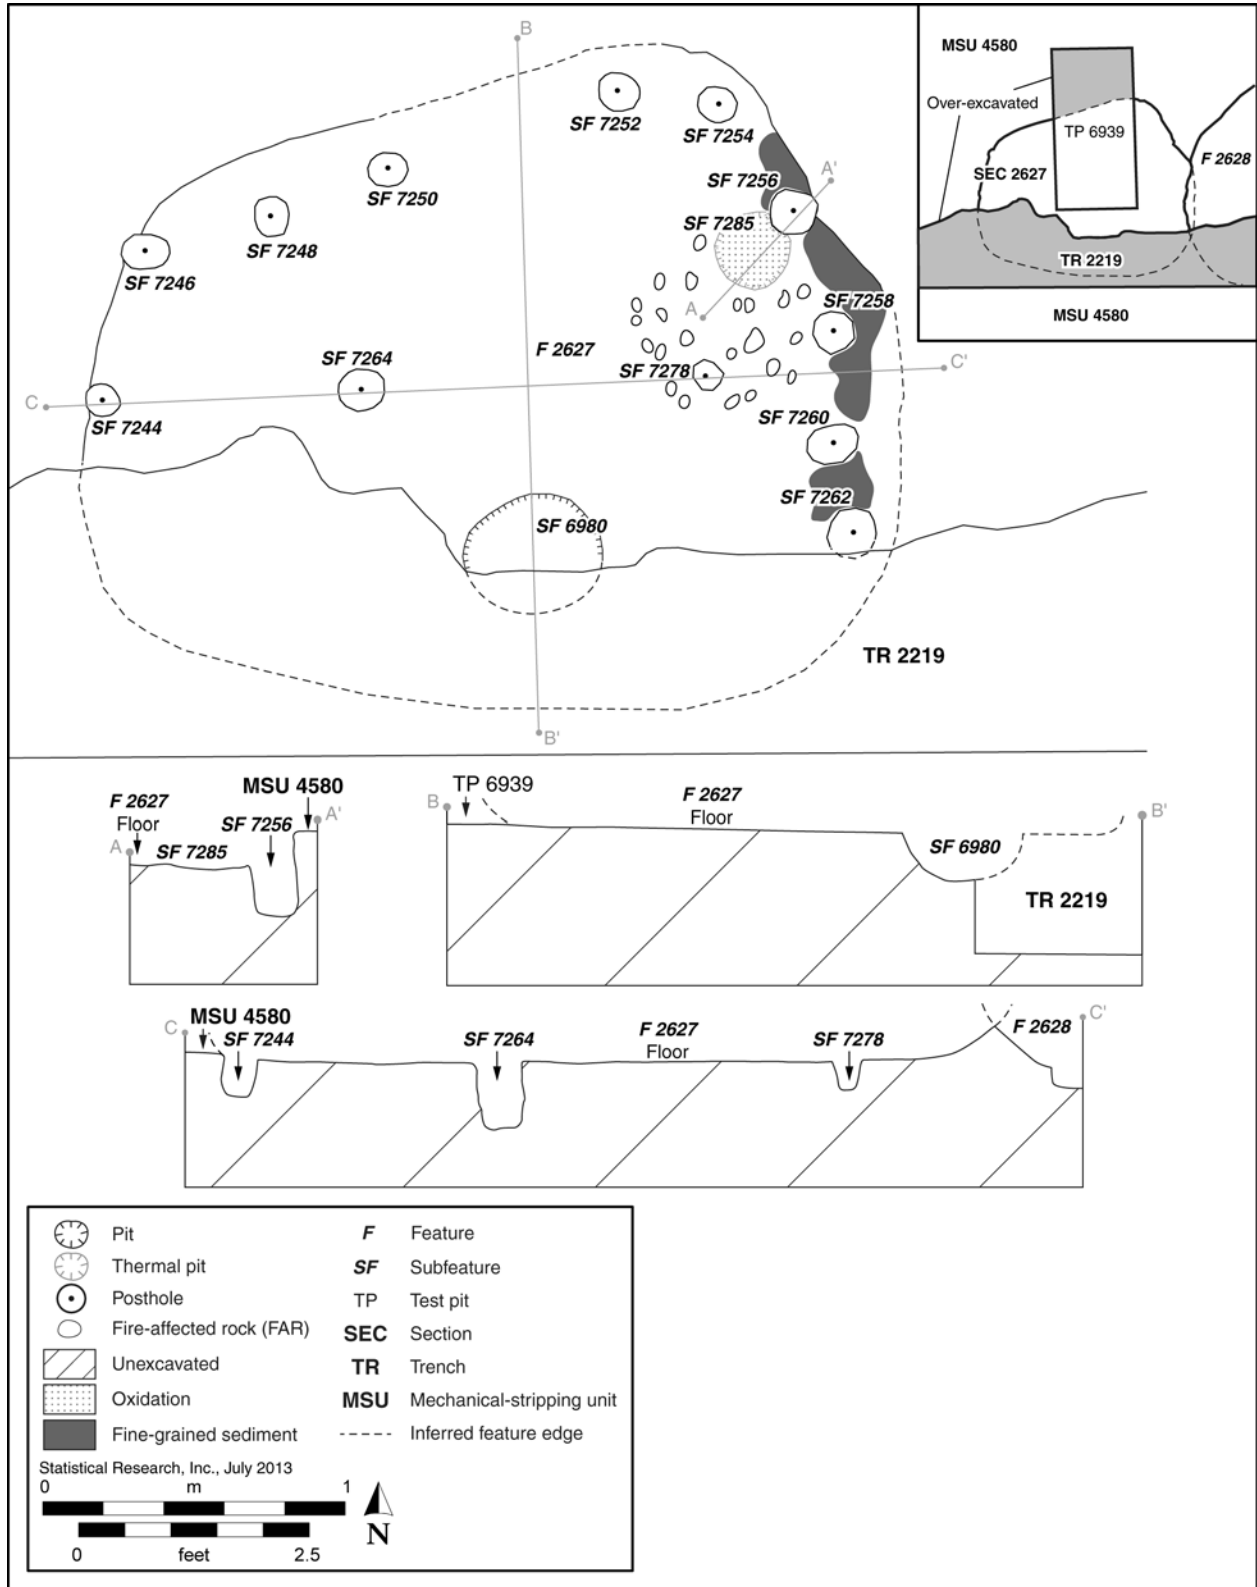 B
MSU 4580
Over-excavated
TP 6939
SEC 2627
F 2628
TR 2219
MSU 4580
SF 7252
SF 7254
SF 7256
A'
SF 7250
SF 7285
SF 7248
SF 7246
SF 7258
A
SF 7264
F 2627
SF 7278
C'
C
SF 7244
SF 7260
SF 7262
SF 6980
TR 2219
B'
F 2627
Floor
MSU 4580
A'
SF 7256
A
SF 7285
B
TP 6939
F 2627
Floor
B'
SF 6980
TR 2219
C
MSU 4580
SF 7244
SF 7264
F 2627
Floor
SF 7278
F 2628
C'
Pit
Thermal pit
Posthole
Fire-affected rock (FAR)
Unexcavated
Oxidation
Fine-grained sediment
F Feature
SF Subfeature
TP Test pit
SEC Section
TR Trench
MSU Mechanical-stripping unit
Inferred feature edge
Statistical Research, Inc., July 2013
0 m 1
N
0 feet 2.5